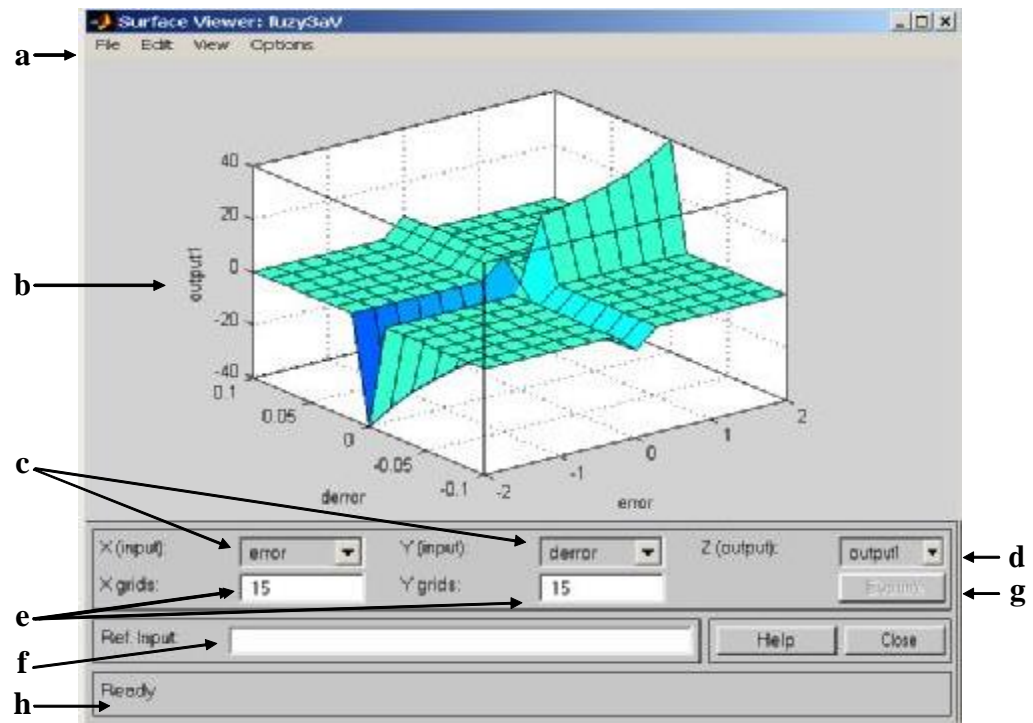 Surface Viewer: fuzy3aV
File Edit View Options
a
40
20
0
-20
-40
output1
b
0.1
0.05
0
-0.05
-0.1
derror
-2
-1
0
1
2
error
c
X (input): error Y (input): derror Z (output): output1
d
X grids: 15 Y grids: 15
g
e
Ref. Input: Help Close
f
Ready
h